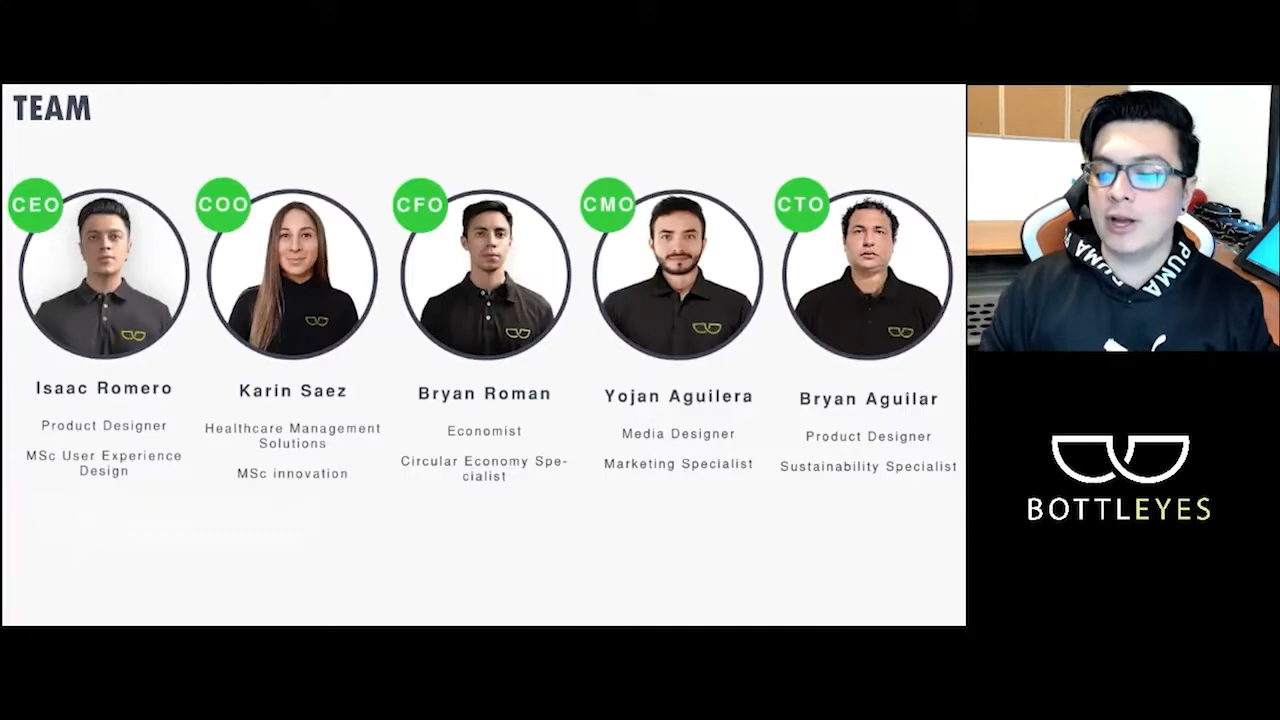 TEAM
CEO
COO
CFO
CMO
CTO
Isaac Romero
Product Designer
MSc User Experience
Design
Karin Saez
Healthcare Management
Solutions
MSc innovation
Bryan Roman
Economist
Circular Economy Spe-
cialist
Yojan Aguilera
Media Designer
Marketing Specialist
Bryan Aguilar
Product Designer
Sustainability Specialist
PUMA
PUMA
BOTTLEYES